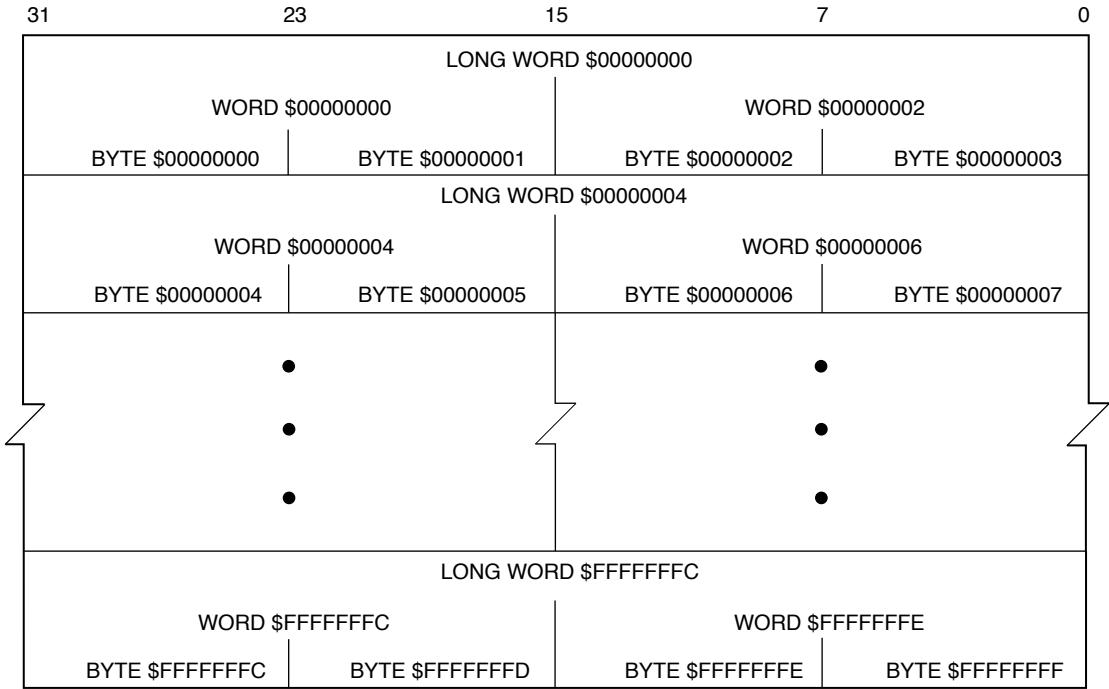 31 23 15 7 0
LONG WORD $00000000
WORD $00000000 WORD $00000002
BYTE $00000000 BYTE $00000001 BYTE $00000002 BYTE $00000003
LONG WORD $00000004
WORD $00000004 WORD $00000006
BYTE $00000004 BYTE $00000005 BYTE $00000006 BYTE $00000007
LONG WORD $FFFFFFFC
WORD $FFFFFFFC WORD $FFFFFFFE
BYTE $FFFFFFFC BYTE $FFFFFFFD BYTE $FFFFFFFE BYTE $FFFFFFFF